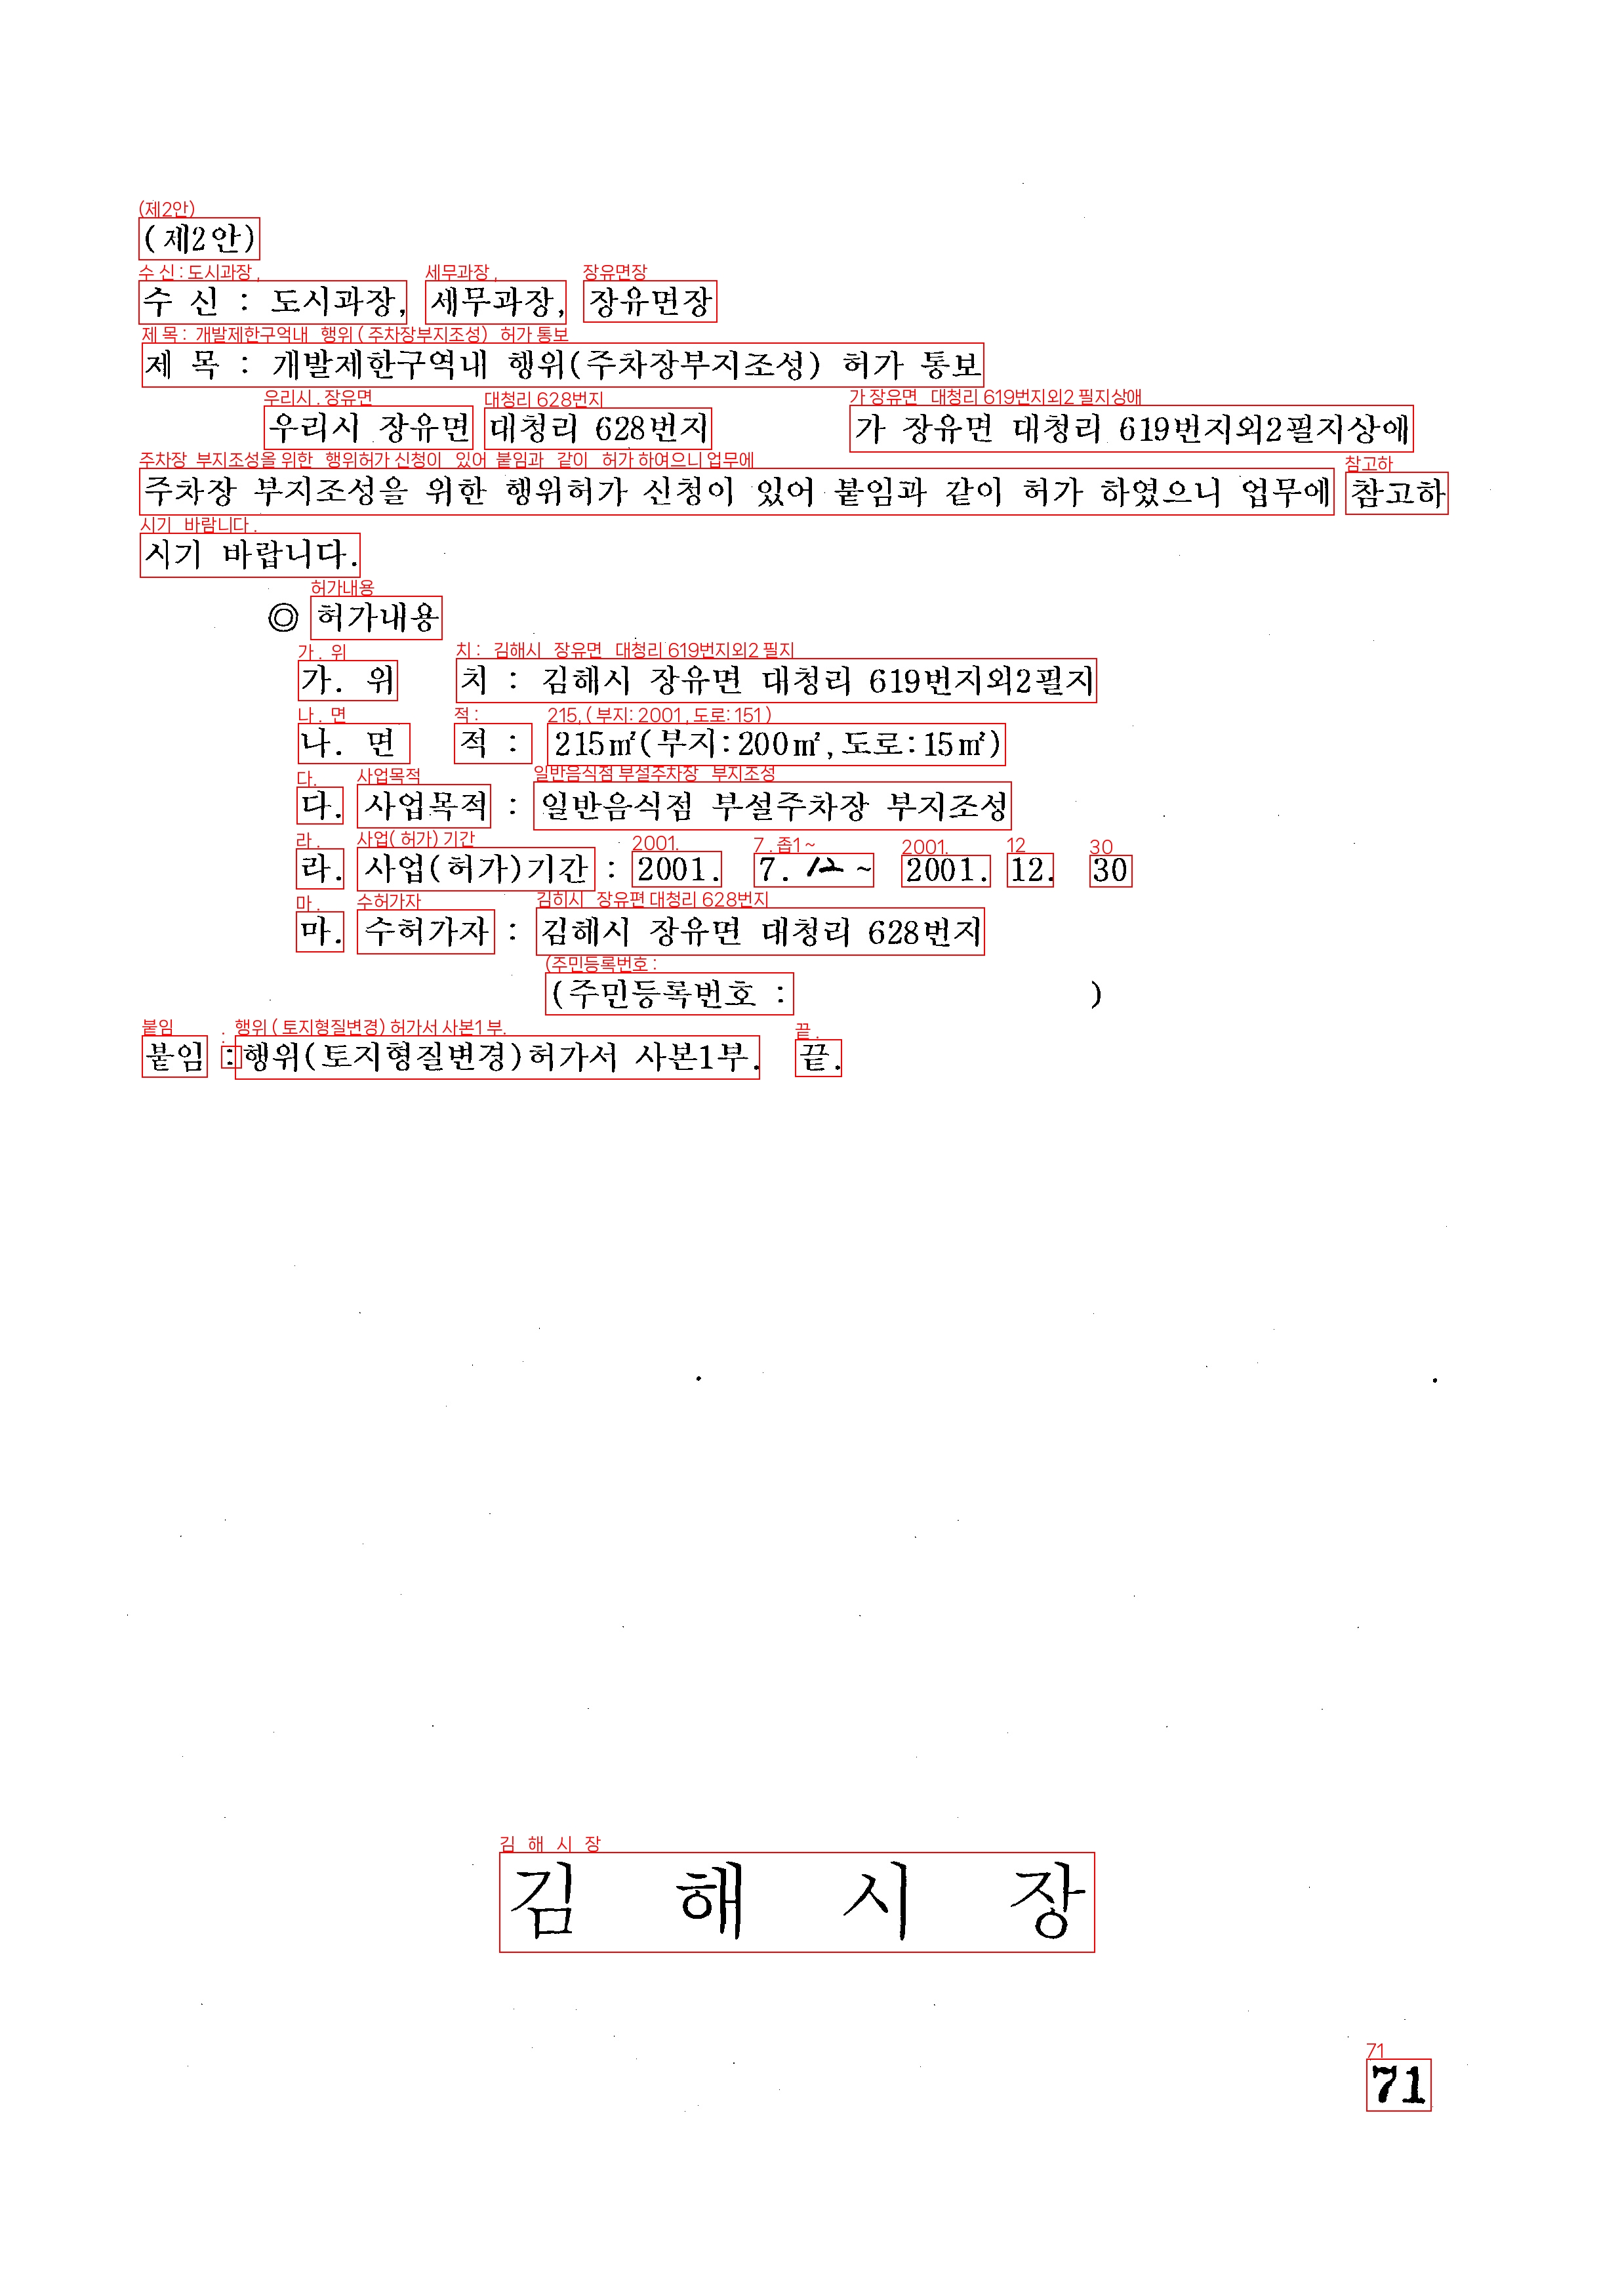 (제2안)
수 신 : 도시과장, 세무과장, 장유면장
제 목 : 개발제한구역내 행위(주차장부지조성) 허가 통보
우리시 장유면 대청리 628번지 가 장유면 대청리 619번지외2필지상에
주차장 부지조성을 위한 행위허가 신청이 있어 붙임과 같이 허가 하였으니 업무에 참고하
시기 바랍니다.
◎ 허가내용
가. 위 치 : 김해시 장유면 대청리 619번지외2필지
나. 면 적 : 215㎡(부지:200㎡,도로:15㎡)
다. 사업목적 : 일반음식점 부설주차장 부지조성
라. 사업(허가)기간 : 2001. 7. 12 ~ 2001. 12. 30
마. 수허가자 : 김해시 장유면 대청리 628번지
(주민등록번호 : )
붙임 : 행위(토지형질변경)허가서 사본1부. 끝.
김 해 시 장
71